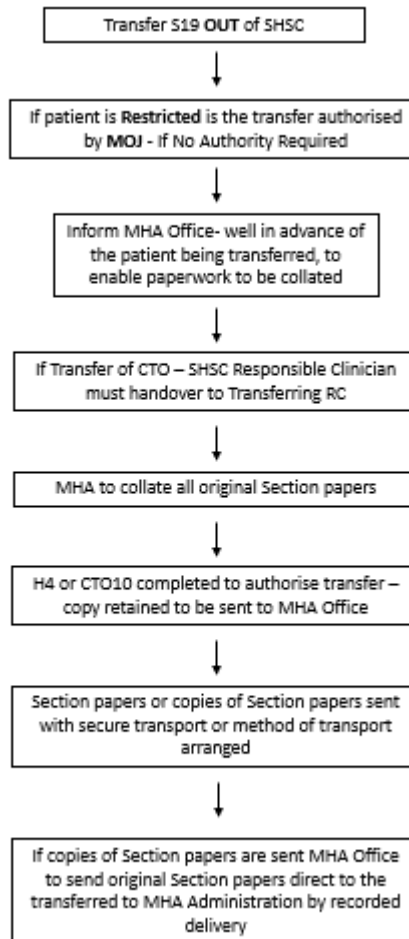 Transfer S19 OUT of SHSC
If patient is Restricted is the transfer authorised
by MOJ - If No Authority Required
Inform MHA Office- well in advance of
the patient being transferred, to
enable paperwork to be collated
If Transfer of CTO – SHSC Responsible Clinician
must handover to Transferring RC
MHA to collate all original Section papers
H4 or CTO10 completed to authorise transfer –
copy retained to be sent to MHA Office
Section papers or copies of Section papers sent
with secure transport or method of transport
arranged
If copies of Section papers are sent MHA Office
to send original Section papers direct to the
transferred to MHA Administration by recorded
delivery